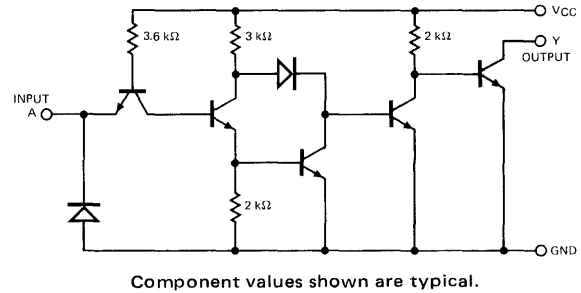 VCC
3.6 kΩ
3 kΩ
2 kΩ
Y
OUTPUT
INPUT
A
2 kΩ
GND
Component values shown are typical.